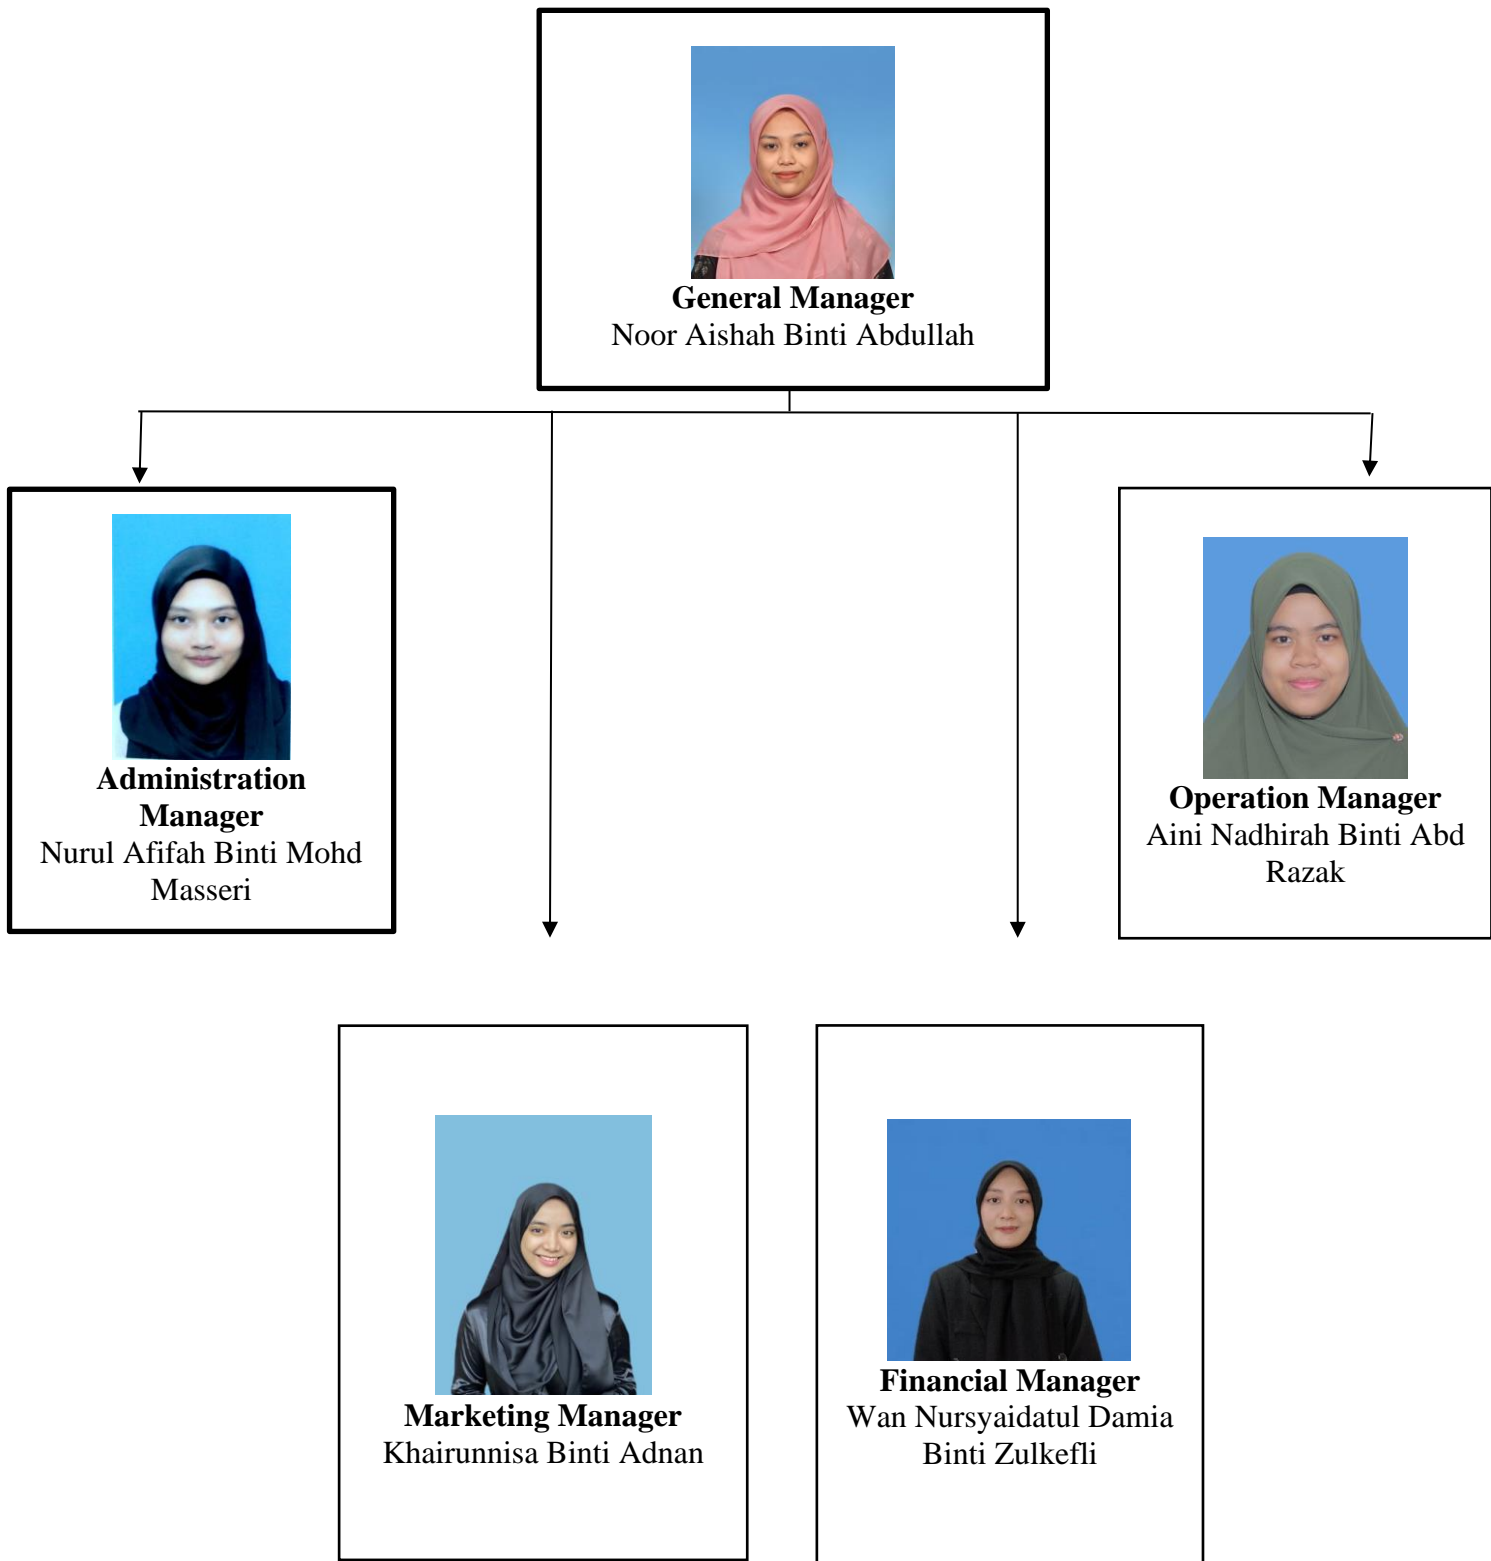 General Manager
Noor Aishah Binti Abdullah
Administration
Manager
Nurul Afifah Binti Mohd
Masseri
Operation Manager
Aini Nadhirah Binti Abd
Razak
Marketing Manager
Khairunnisa Binti Adnan
Financial Manager
Wan Nursyaidatul Damia
Binti Zulkefli